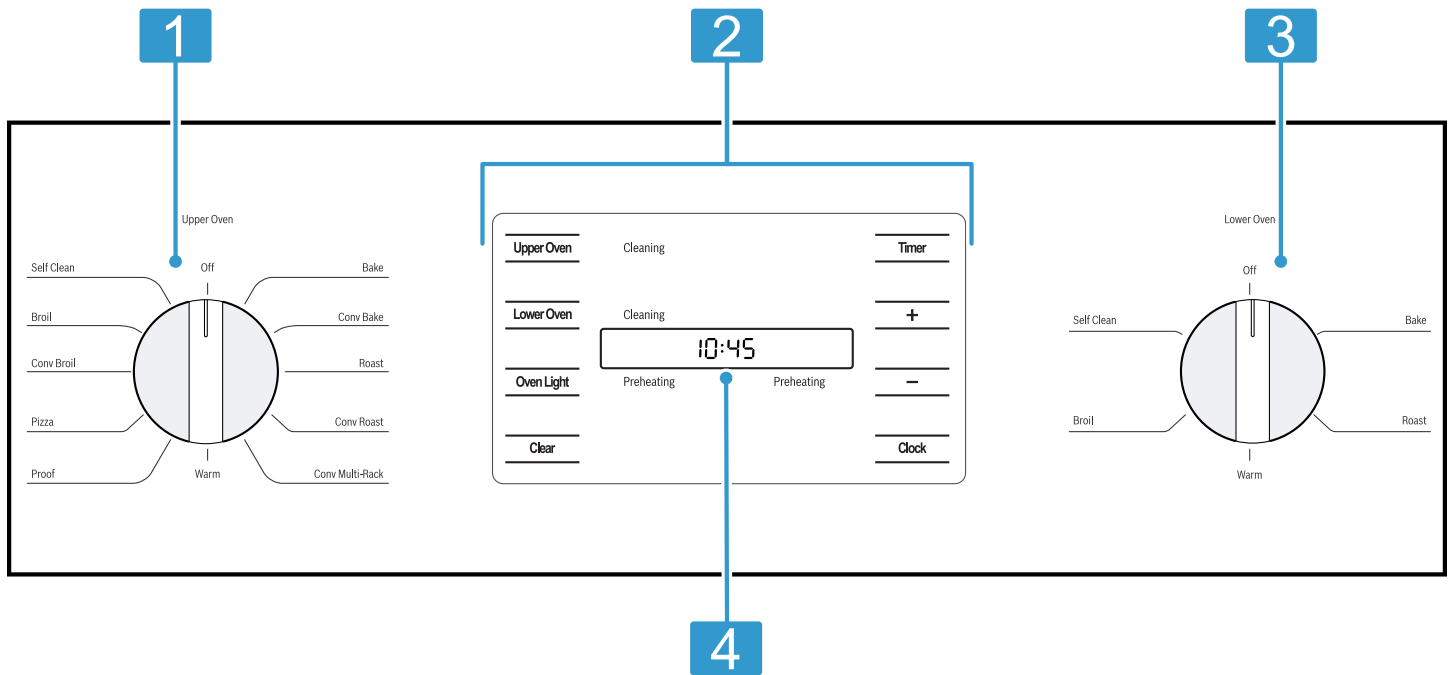 1
2
3
Upper Oven
Self Clean
Off
Bake
Broil
Conv Bake
Conv Broil
Roast
Pizza
Conv Roast
Proof
Warm
Conv Multi-Rack
Upper Oven
Cleaning
Timer
Lower Oven
Cleaning
+
10:45
Oven Light
Preheating
Preheating
−
Clear
Clock
Lower Oven
Off
Self Clean
Bake
Broil
Roast
Warm
4